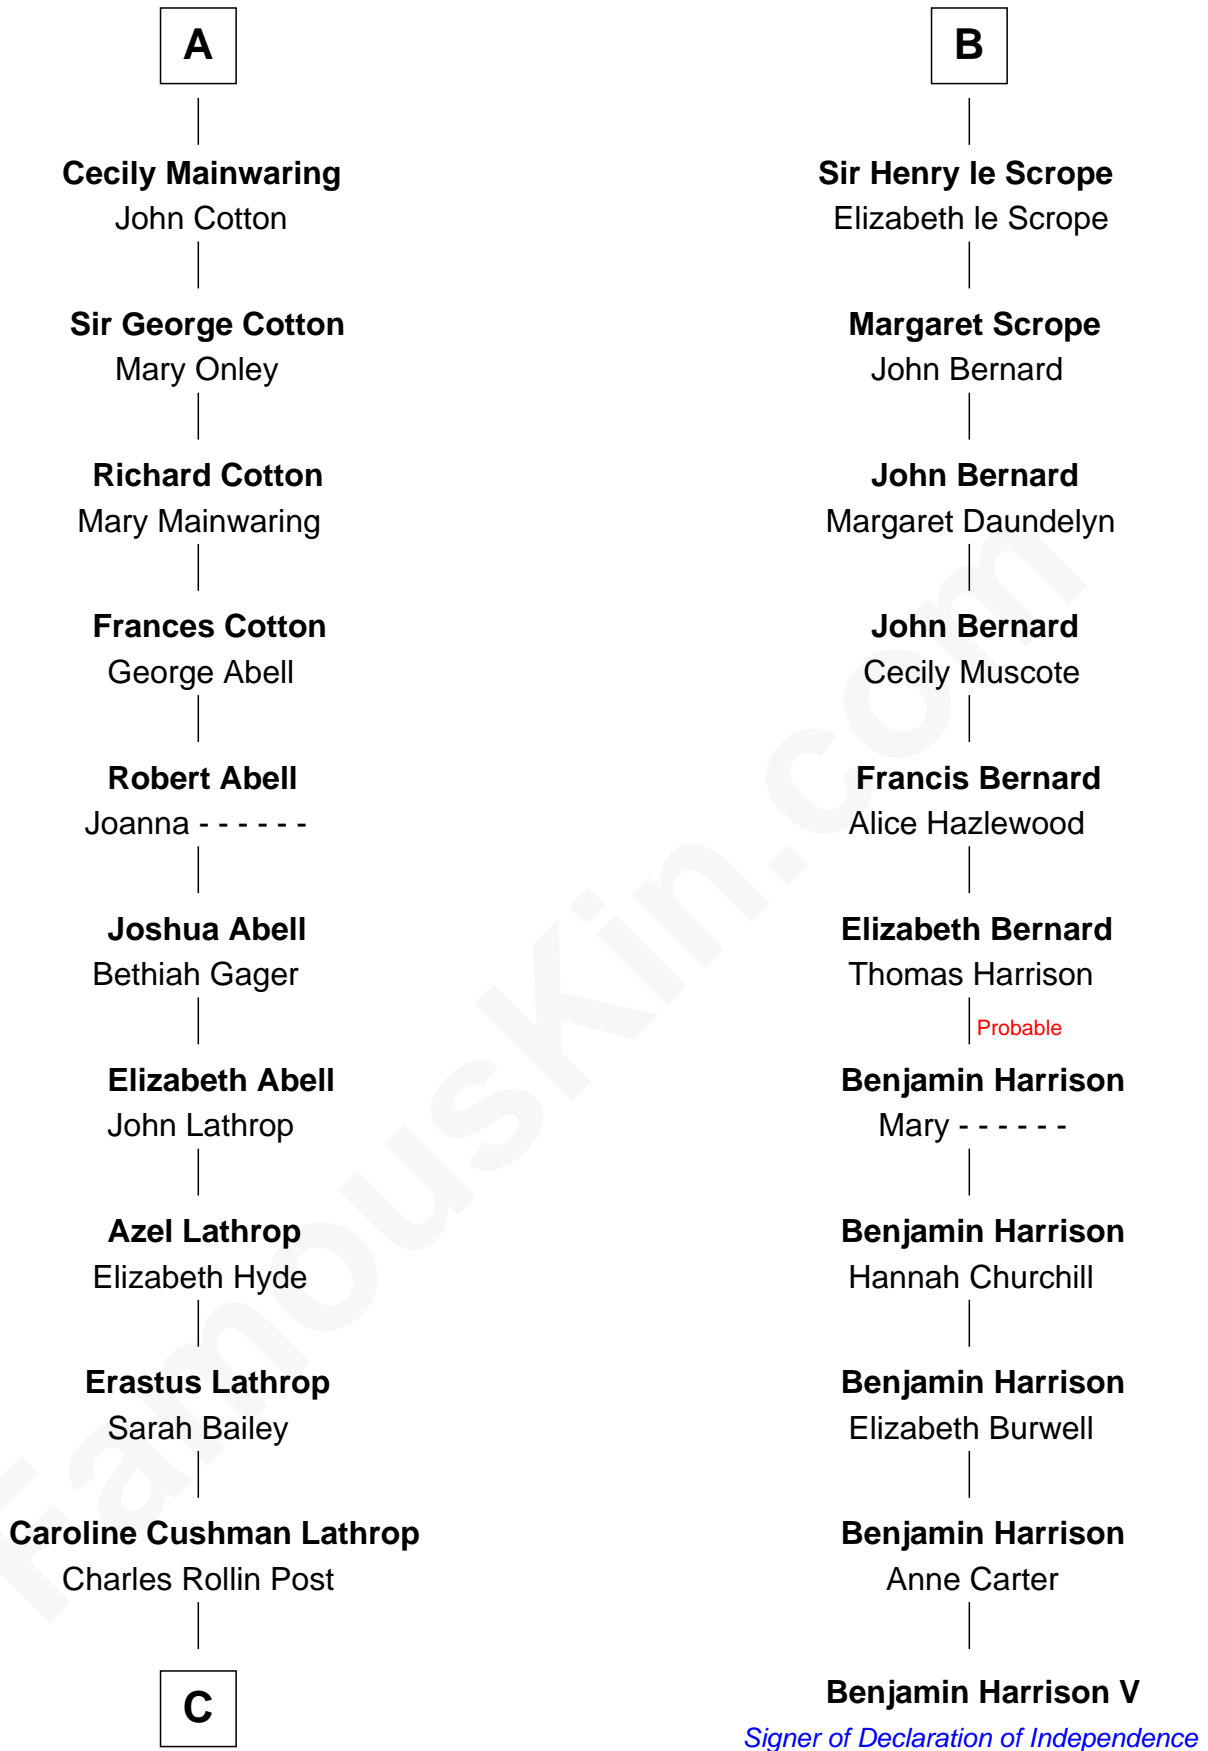 A
Cecily Mainwaring
John Cotton
Sir George Cotton
Mary Onley
Richard Cotton
Mary Mainwaring
Frances Cotton
George Abell
Robert Abell
Joanna - - - - - -
Joshua Abell
Bethiah Gager
Elizabeth Abell
John Lathrop
Azel Lathrop
Elizabeth Hyde
Erastus Lathrop
Sarah Bailey
Caroline Cushman Lathrop
Charles Rollin Post
C
B
Sir Henry le Scrope
Elizabeth le Scrope
Margaret Scrope
John Bernard
John Bernard
Margaret Daundelyn
John Bernard
Cecily Muscote
Francis Bernard
Alice Hazlewood
Elizabeth Bernard
Thomas Harrison
Probable
Benjamin Harrison
Mary - - - - - -
Benjamin Harrison
Hannah Churchill
Benjamin Harrison
Elizabeth Burwell
Benjamin Harrison
Anne Carter
Benjamin Harrison V
Signer of Declaration of Independence
FamousKin.com